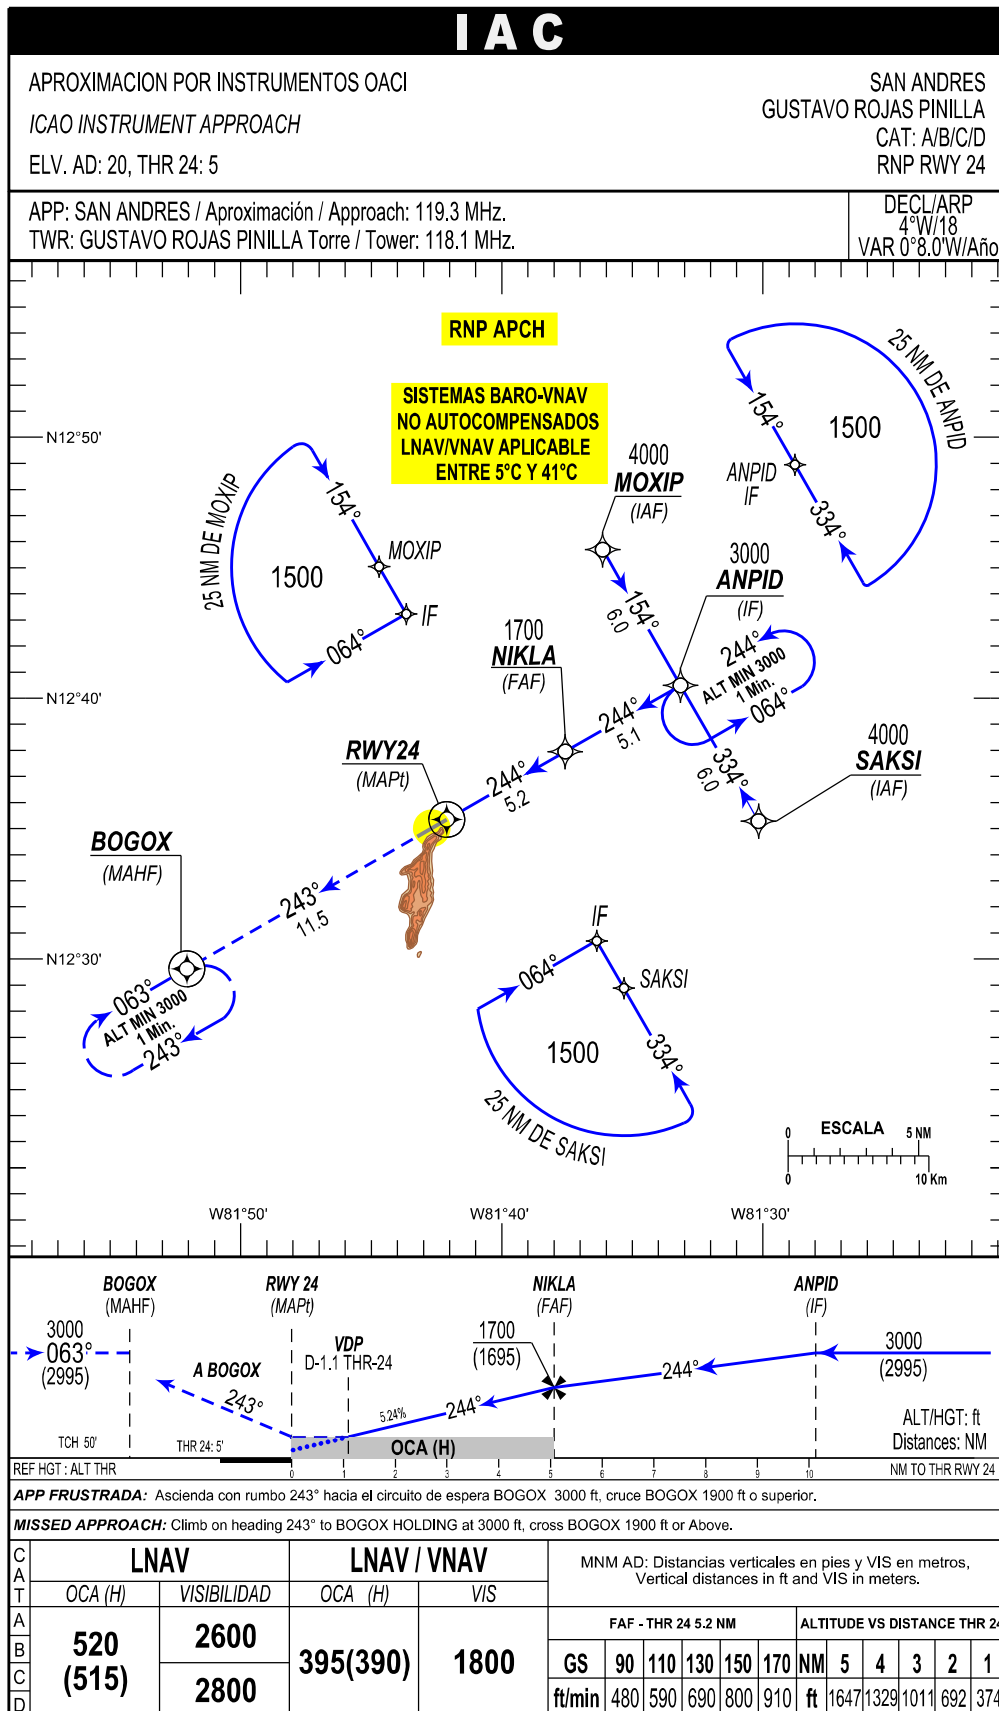 IAC
APROXIMACION POR INSTRUMENTOS OACI
ICAO INSTRUMENT APPROACH
ELV. AD: 20, THR 24: 5
SAN ANDRES
GUSTAVO ROJAS PINILLA
CAT: A/B/C/D
RNP RWY 24
APP: SAN ANDRES / Aproximación / Approach: 119.3 MHz.
TWR: GUSTAVO ROJAS PINILLA Torre / Tower: 118.1 MHz.
DECL/ARP
4°W/18
VAR 0°8.0'W/Año
RNP APCH
SISTEMAS BARO-VNAV
NO AUTOCOMPENSADOS
LNAV/VNAV APLICABLE
ENTRE 5°C Y 41°C
25 NM DE ANPID
154°
1500
ANPID
IF
334°
N12°50'
25 NM DE MOXIP
154°
MOXIP
1500
IF
064°
4000
MOXIP
(IAF)
154°
6.0
3000
ANPID
(IF)
244°
ALT MIN 3000
1 Min.
064°
1700
NIKLA
(FAF)
N12°40'
244°
5.1
334°
6.0
4000
SAKSI
(IAF)
RWY24
(MAPt)
244°
5.2
BOGOX
(MAHF)
243°
11.5
N12°30'
063°
ALT MIN 3000
1 Min.
243°
IF
064°
SAKSI
1500
334°
25 NM DE SAKSI
ESCALA
0
5 NM
0
10 Km
W81°50'
W81°40'
W81°30'
BOGOX
(MAHF)
RWY 24
(MAPt)
NIKLA
(FAF)
ANPID
(IF)
3000
063°
(2995)
A BOGOX
243°
VDP
D-1.1 THR-24
1700
(1695)
3000
(2995)
244°
5.24%
244°
ALT/HGT: ft
Distances: NM
TCH 50'
THR 24: 5'
OCA (H)
REF HGT : ALT THR
0 1 2 3 4 5 6 7 8 9 10
NM TO THR RWY 24
APP FRUSTRADA: Ascienda con rumbo 243° hacia el circuito de espera BOGOX 3000 ft, cruce BOGOX 1900 ft o superior.
MISSED APPROACH: Climb on heading 243° to BOGOX HOLDING at 3000 ft, cross BOGOX 1900 ft or Above.
CAT
LNAV
LNAV / VNAV
OCA (H) VISIBILIDAD OCA (H) VIS
MNM AD: Distancias verticales en pies y VIS en metros,
Vertical distances in ft and VIS in meters.
A
B
C
D
520
(515)
2600
2800
395(390)
1800
FAF - THR 24 5.2 NM
ALTITUDE VS DISTANCE THR 24
GS 90 110 130 150 170 NM 5 4 3 2 1
ft/min 480 590 690 800 910 ft 1647 1329 1011 692 374